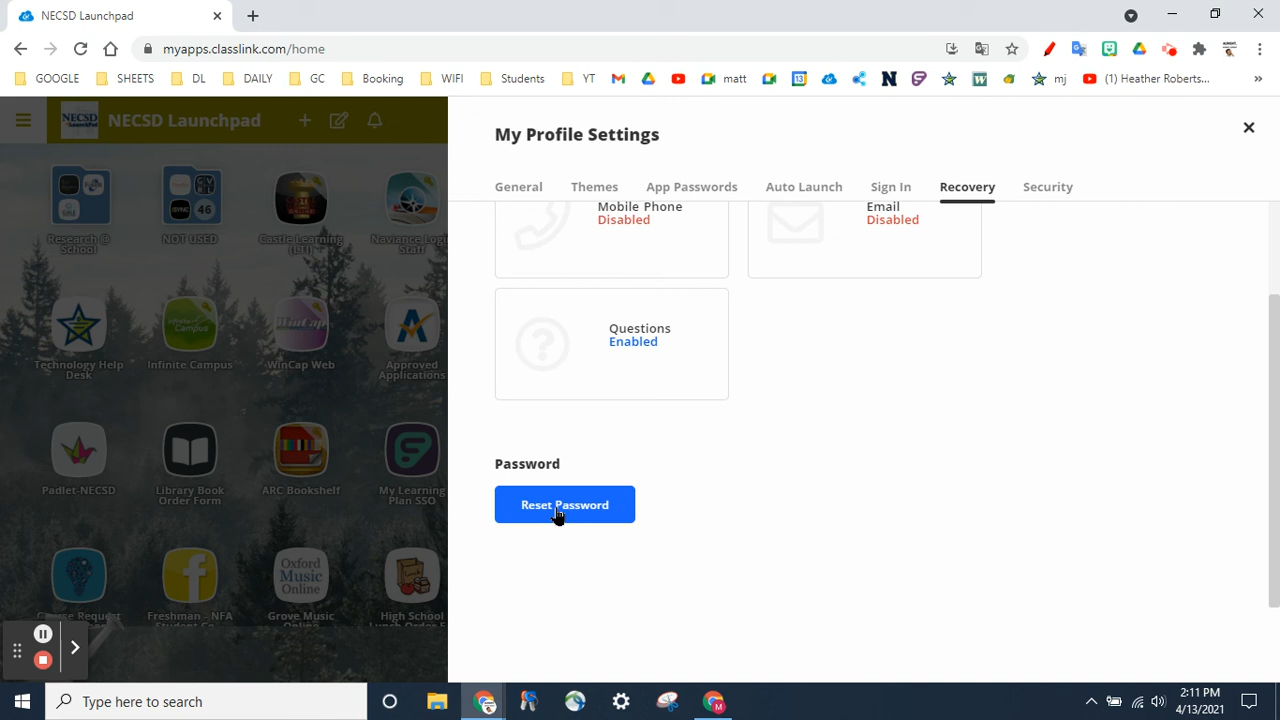 NECSD Launchpad
myapps.classlink.com/home
GOOGLE SHEETS DL DAILY GC Booking WIFI Students YT matt mj (1) Heather Roberts... »
NECSD Launchpad
My Profile Settings
General Themes App Passwords Auto Launch Sign In Recovery Security
Mobile Phone
Disabled
Email
Disabled
Questions
Enabled
Password
Reset Password
Research @
School
NOT USED
Castle Learning
Naviance Login
Staff
Technology Help
Desk
Infinite Campus
WinCap Web
Approved
Applications
Padlet-NECSD
Library Book
Order Form
ARC Bookshelf
My Learning
Plan SSO
Course Request
Freshman - NFA
Oxford
Music
Online
Grove Music
Online
High School
Type here to search
2:11 PM
4/13/2021